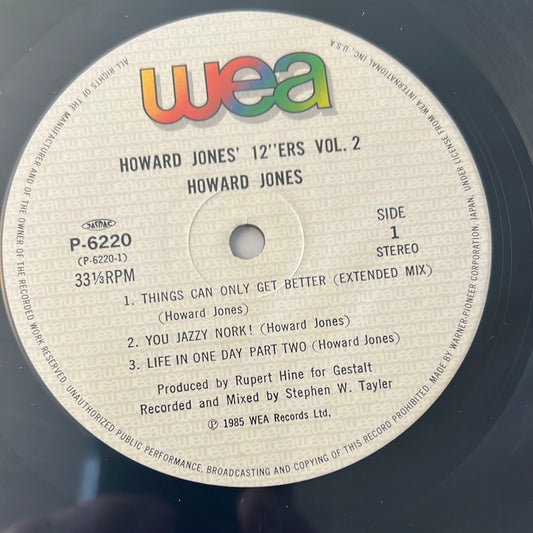 wea
HOWARD JONES' 12''ERS VOL. 2
HOWARD JONES
JASRAC
P-6220
(P-6220-1)
33⅓RPM
SIDE
1
STEREO
1. THINGS CAN ONLY GET BETTER (EXTENDED MIX)
(Howard Jones)
2. YOU JAZZY NORK! (Howard Jones)
3. LIFE IN ONE DAY PART TWO (Howard Jones)
Produced by Rupert Hine for Gestalt
Recorded and Mixed by Stephen W. Tayler
℗ 1985 WEA Records Ltd.
ALL RIGHTS OF THE MANUFACTURER AND OF THE OWNER OF THE RECORDED WORK RESERVED. UNAUTHORIZED PUBLIC PERFORMANCE, BROADCASTING AND COPYING OF THIS RECORD PROHIBITED. MADE BY WARNER-PIONEER CORPORATION, JAPAN. UNDER LICENSE FROM WEA INTERNATIONAL INC., U.S.A.